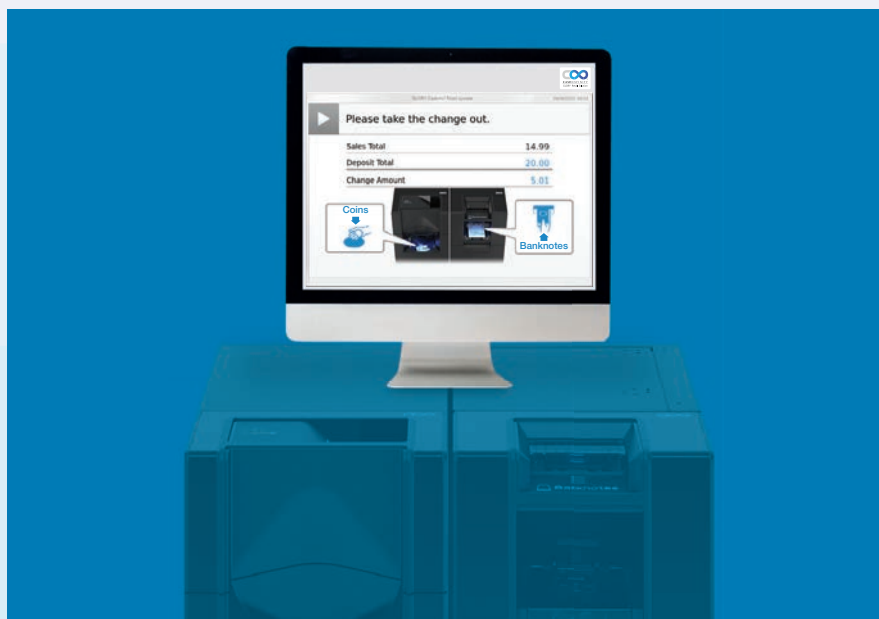 Please take the change out.
Sales Total 14.99
Deposit Total 20.00
Change Amount 5.01
Coins
Banknotes
Banknotes